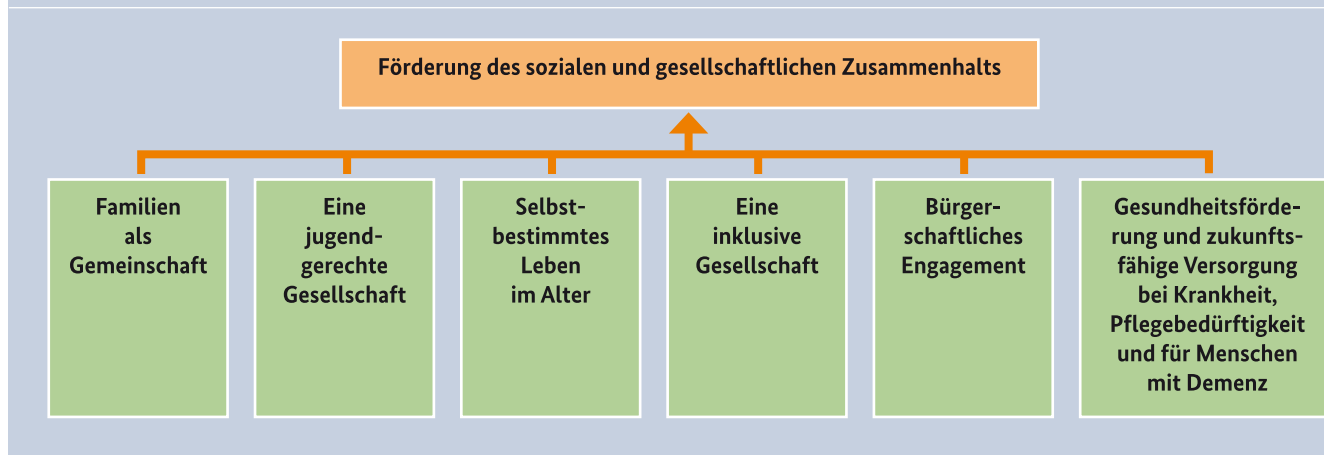 Förderung des sozialen und gesellschaftlichen Zusammenhalts
Familien
als
Gemeinschaft
Eine
jugend-
gerechte
Gesellschaft
Selbst-
bestimmtes
Leben
im Alter
Eine
inklusive
Gesellschaft
Bürger-
schaftliches
Engagement
Gesundheitsförde-
rung und zukunfts-
fähige Versorgung
bei Krankheit,
Pflegebedürftigkeit
und für Menschen
mit Demenz